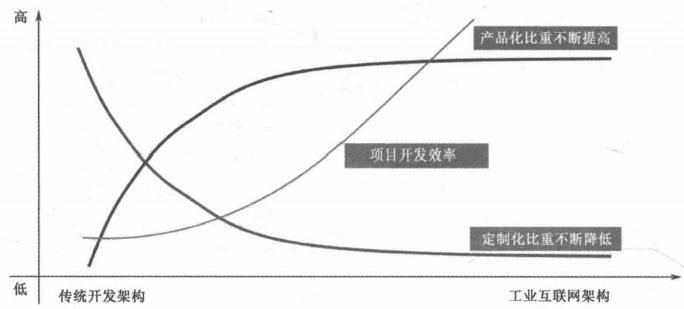 高
产品化比重不断提高
项目开发效率
定制化比重不断降低
低
传统开发架构
工业互联网架构